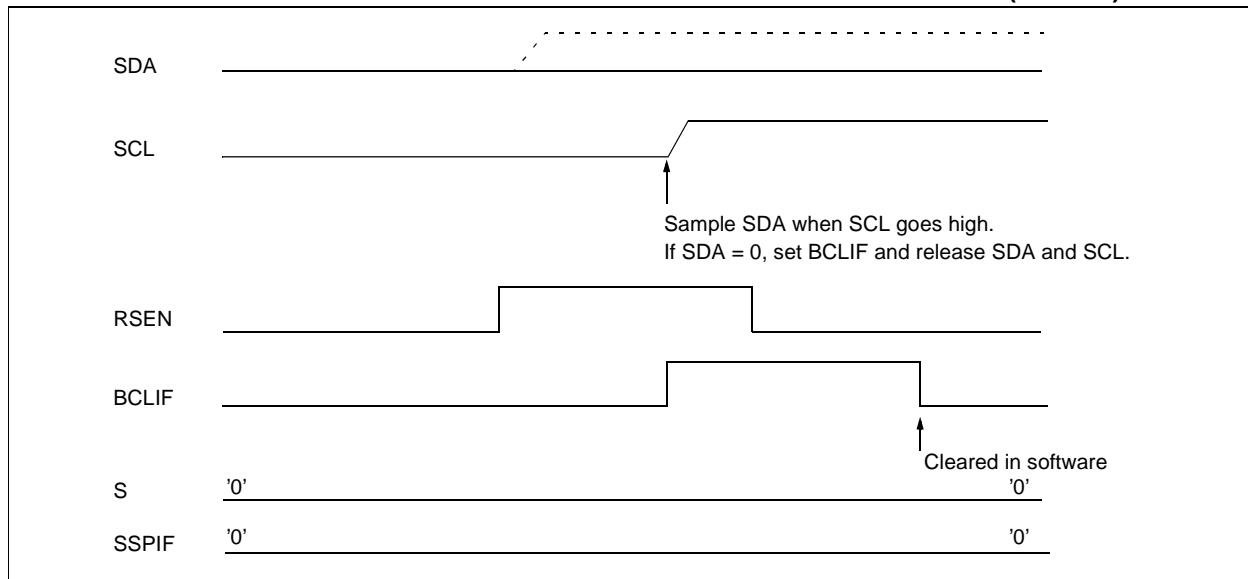 SDA
SCL
Sample SDA when SCL goes high.
If SDA = 0, set BCLIF and release SDA and SCL.
RSEN
BCLIF
Cleared in software
S '0' '0'
SSPIF '0' '0'